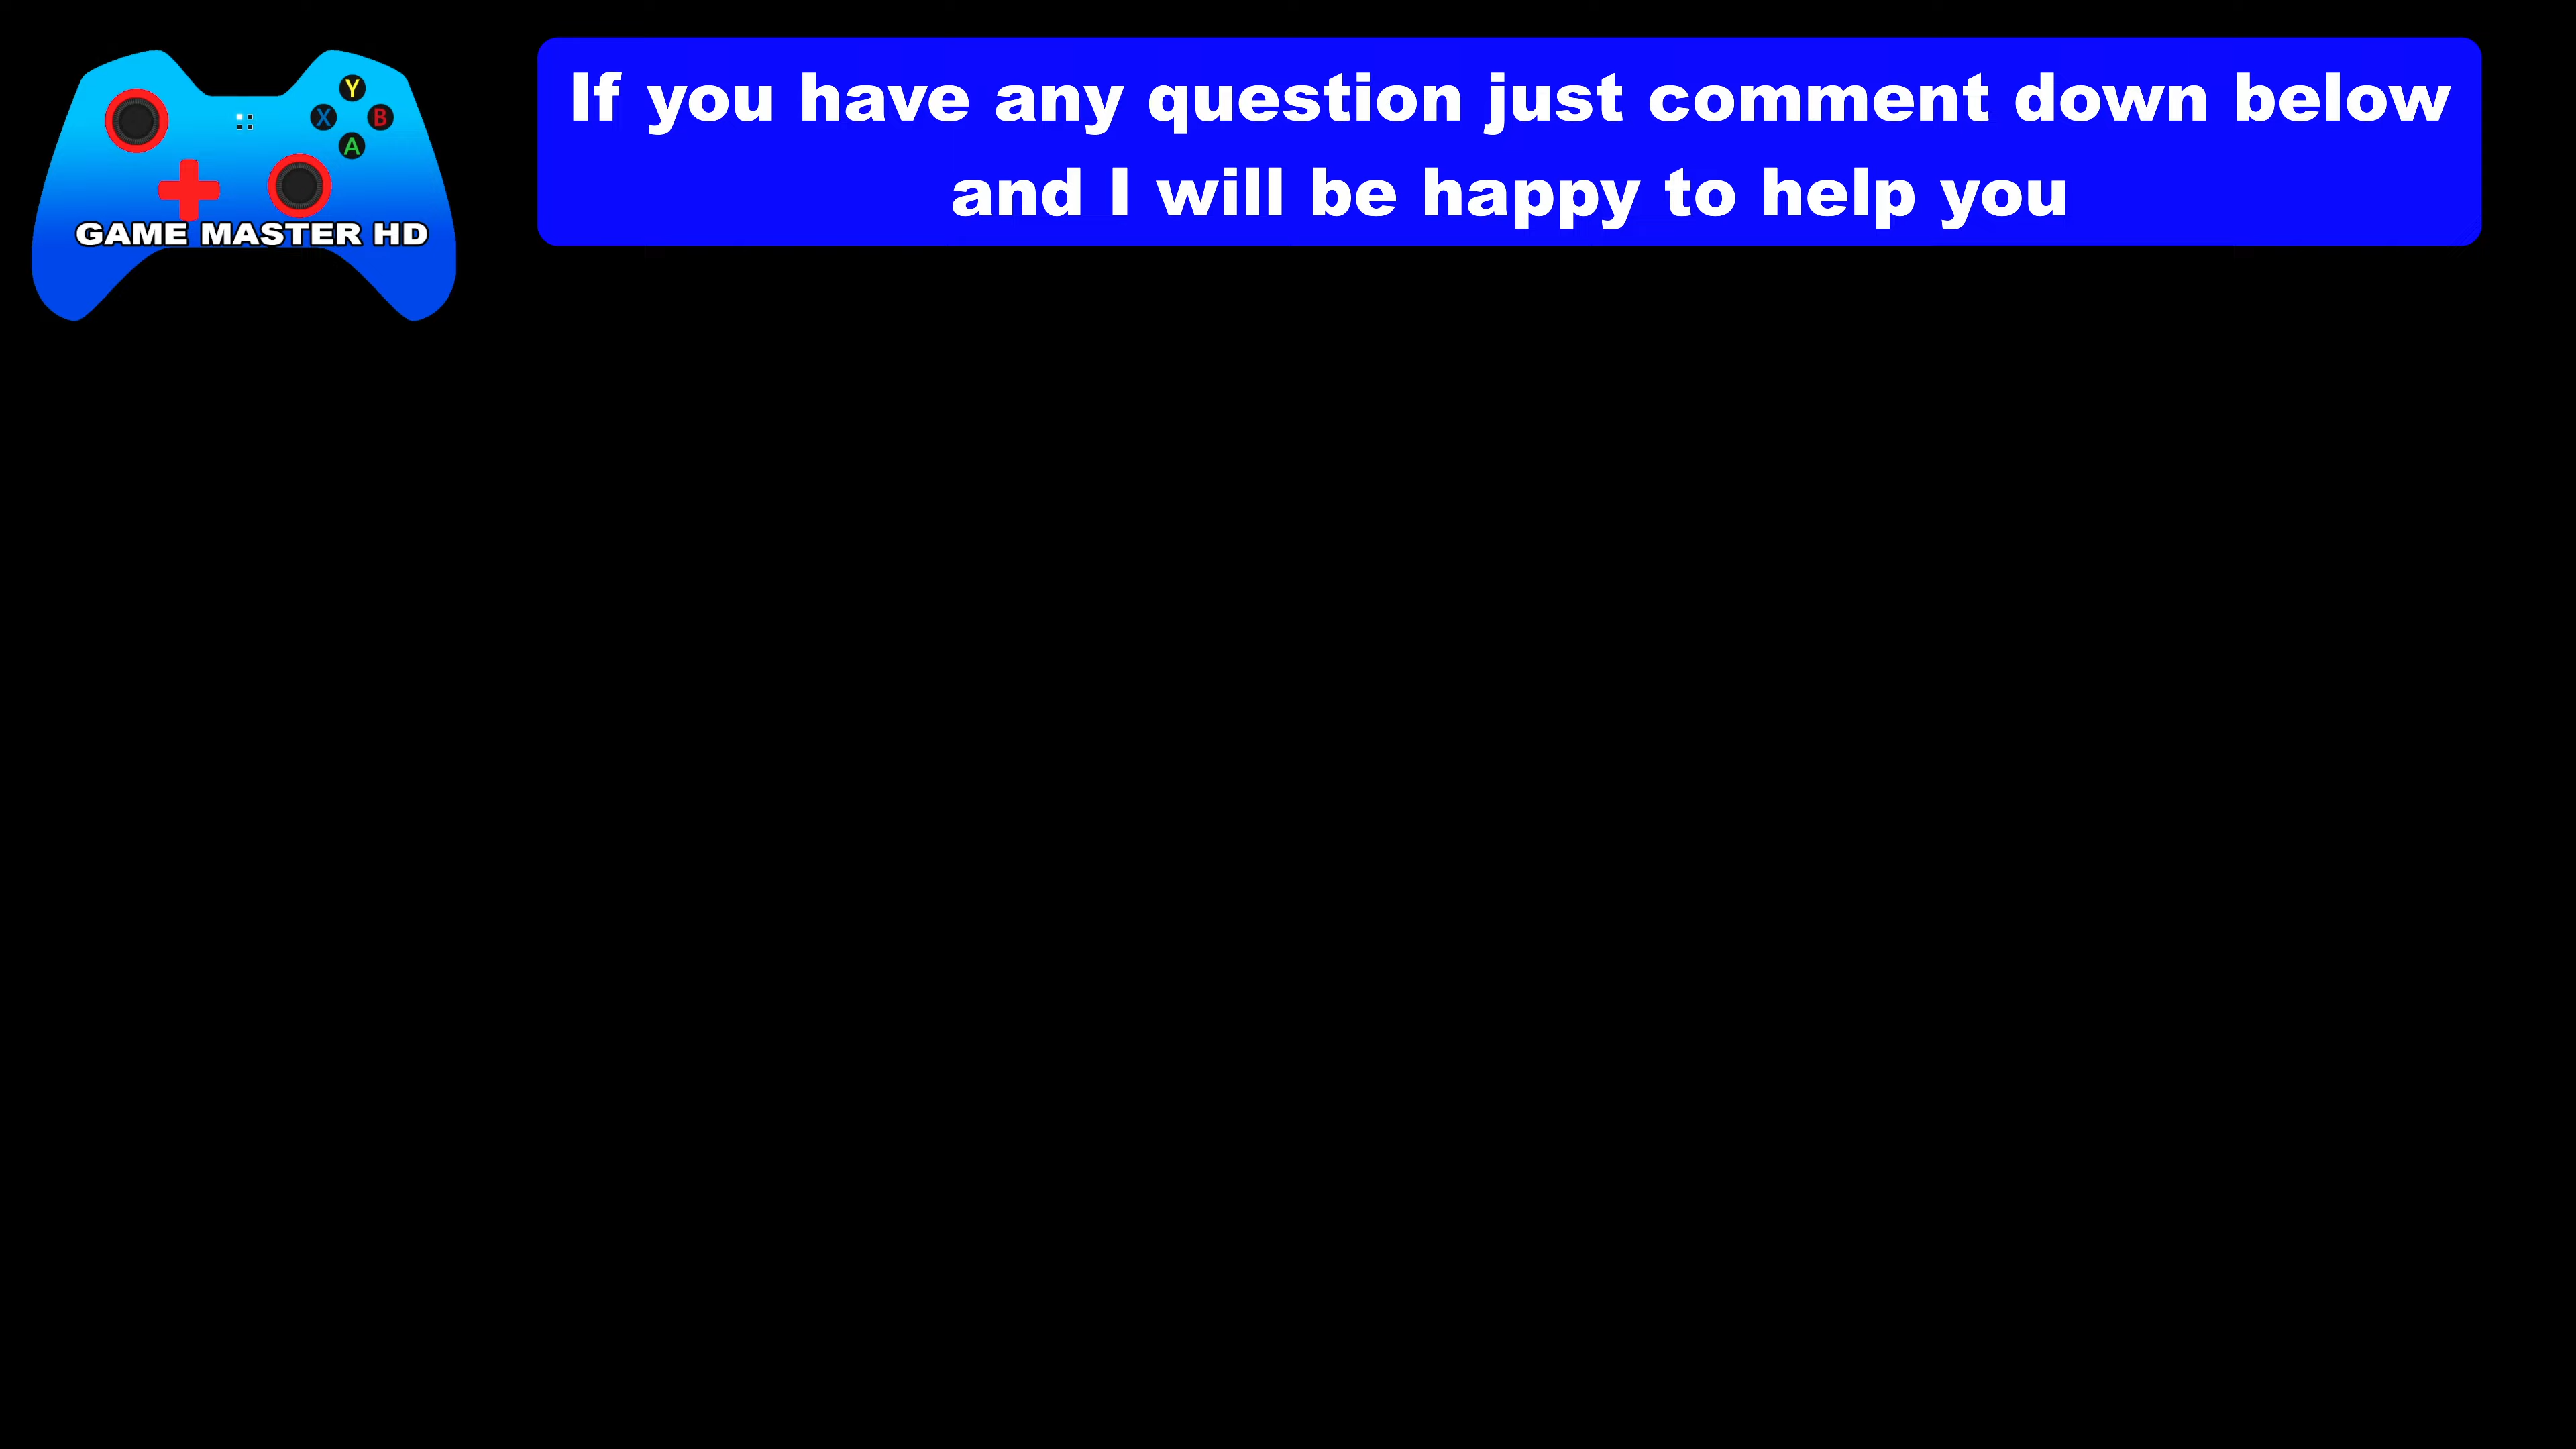 Y
X B
A
GAME MASTER HD
If you have any question just comment down below
and I will be happy to help you